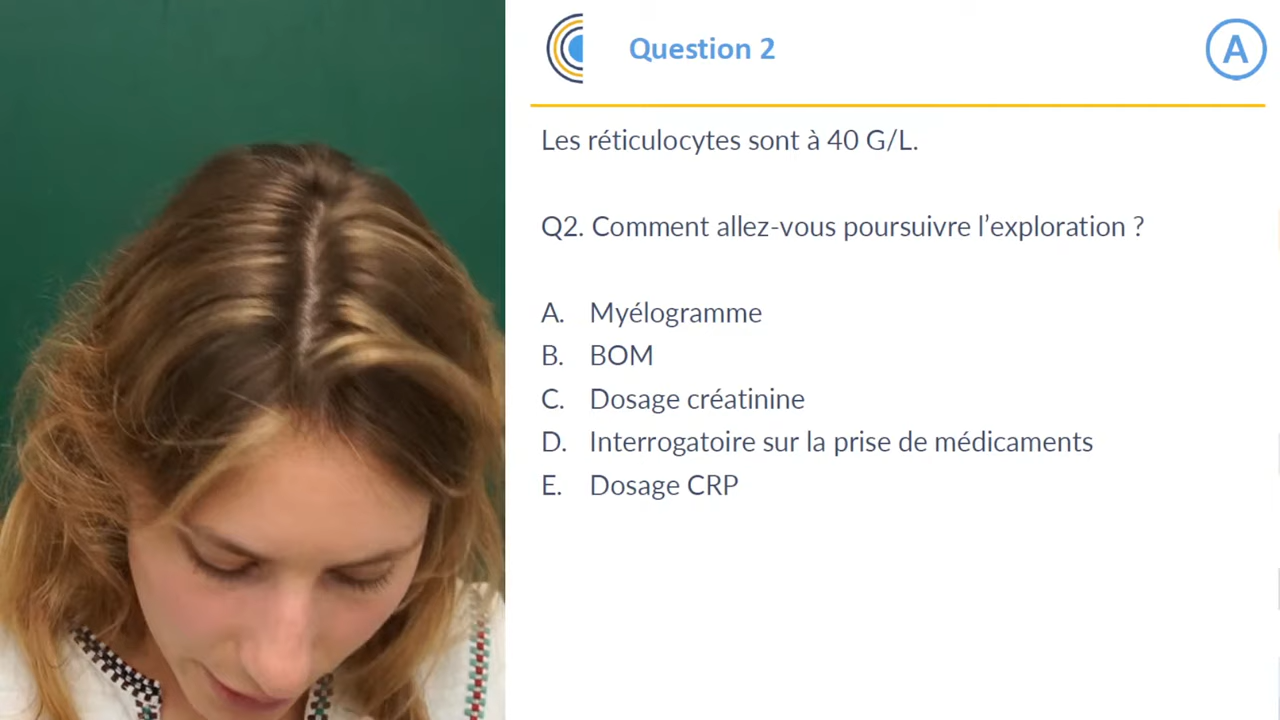 Question 2
A
Les réticulocytes sont à 40 G/L.
Q2. Comment allez-vous poursuivre l’exploration ?
A. Myélogramme
B. BOM
C. Dosage créatinine
D. Interrogatoire sur la prise de médicaments
E. Dosage CRP